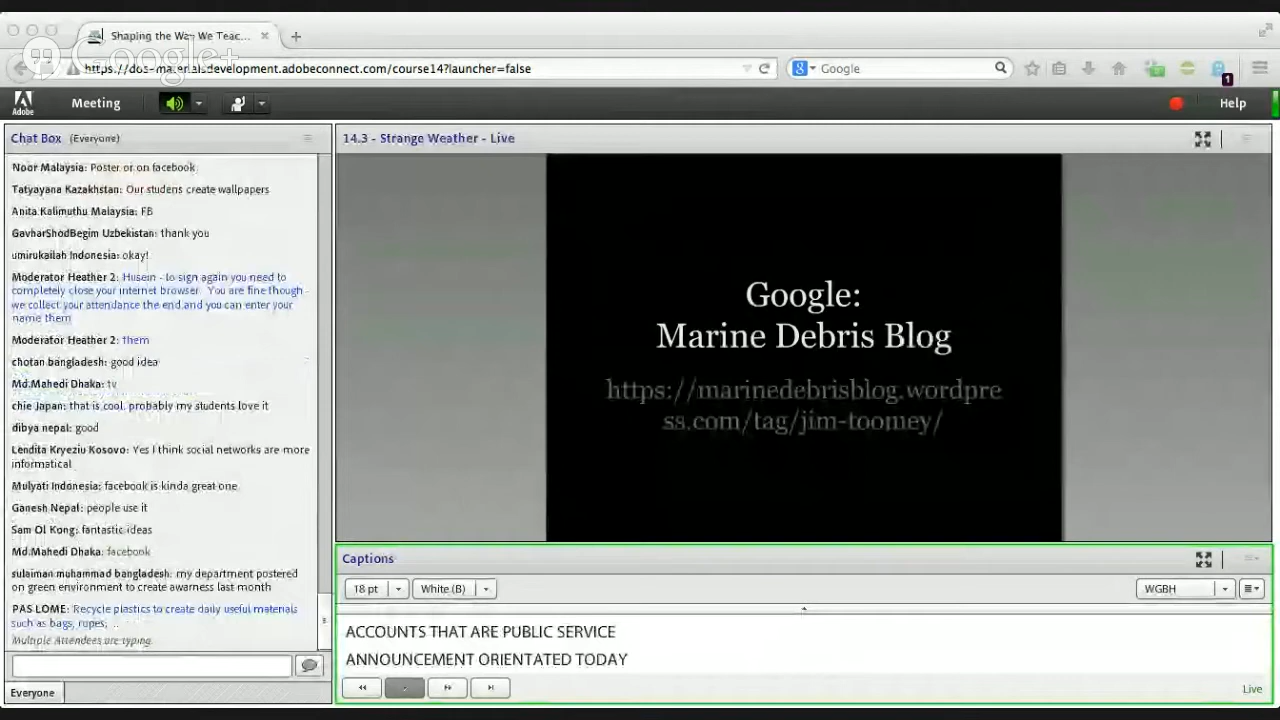 Shaping the Way We Teac...
Google+
https://dos-materialsdevelopment.adobeconnect.com/course14?launcher=false
Google
1
Adobe
Meeting
Help
Chat Box (Everyone)
Noor Malaysia: Poster or on facebook
Tatyayana Kazakhstan: Our studens create wallpapers
Anita Kalimuthu Malaysia: FB
GavharShodBegim Uzbekistan: thank you
umirukailah Indonesia: okay!
Moderator Heather 2: Husein - to sign again you need to
completely close your internet browser. You are fine though -
we collect your attendance the end and you can enter your
name them
Moderator Heather 2: them
chotan bangladesh: good idea
Md.Mahedi Dhaka: tv
chie Japan: that is cool. probably my students love it
dibya nepal: good
Lendita Kryeziu Kosovo: Yes I think social networks are more
informatical
Mulyati Indonesia: facebook is kinda great one
Ganesh Nepal: people use it
Sam Ol Kong: fantastic ideas
Md.Mahedi Dhaka: facebook
sulaiman muhammad bangladesh: my department postered
on green environment to create awarness last month
PAS LOME: Recycle plastics to create daily useful materials
such as bags, ropes, ..
Multiple Attendees are typing.
Everyone
14.3 - Strange Weather - Live
Google:
Marine Debris Blog
https://marinedebrisblog.wordpre
ss.com/tag/jim-toomey/
Captions
18 pt
White (B)
WGBH
ACCOUNTS THAT ARE PUBLIC SERVICE
ANNOUNCEMENT ORIENTATED TODAY
Live